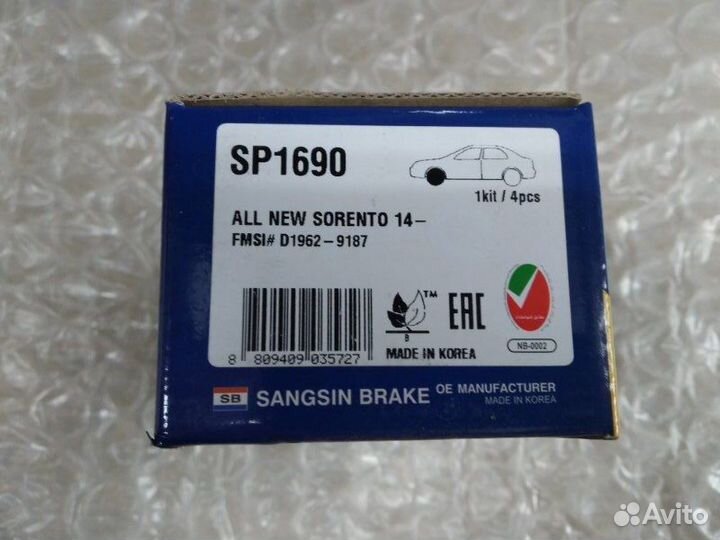 SP1690
1kit / 4pcs
ALL NEW SORENTO 14-
FMSI# D1962-9187
8 809409 035727
TM
B
EAC
MADE IN KOREA
NB-0002
SB SANGSIN BRAKE OE MANUFACTURER
MADE IN KOREA
Avito